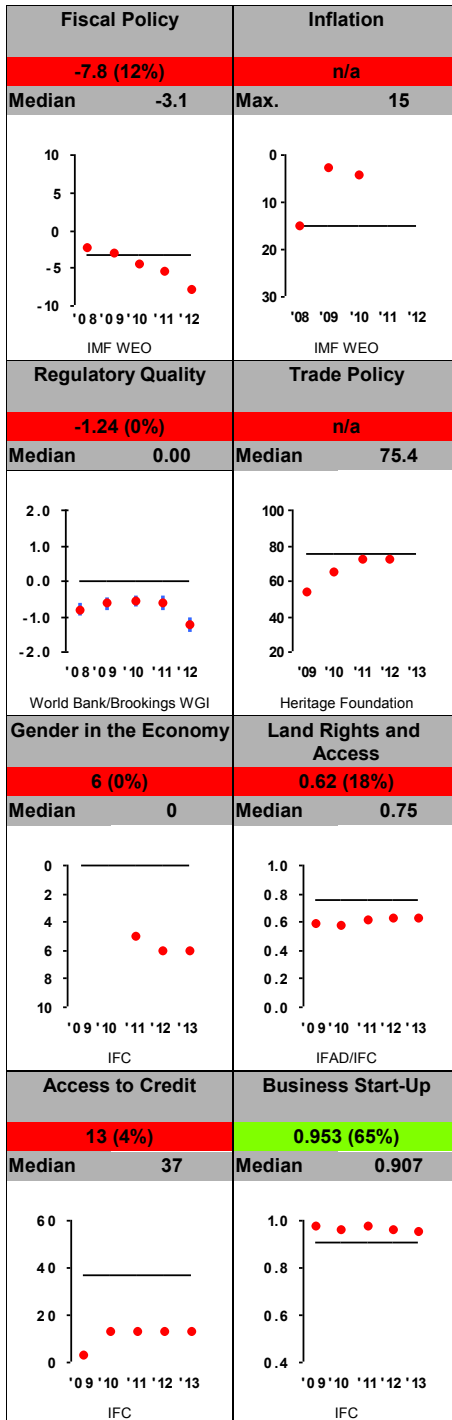 Fiscal Policy
-7.8 (12%)
Median -3.1
10
5
0
-5
-10
'08 '09 '10 '11 '12
IMF WEO
Inflation
n/a
Max. 15
0
10
20
30
'08 '09 '10 '11 '12
IMF WEO
Regulatory Quality
-1.24 (0%)
Median 0.00
2.0
1.0
0.0
-1.0
-2.0
'08 '09 '10 '11 '12
World Bank/Brookings WGI
Trade Policy
n/a
Median 75.4
100
80
60
40
20
'09 '10 '11 '12 '13
Heritage Foundation
Gender in the Economy
6 (0%)
Median 0
0
2
4
6
8
10
'09 '10 '11 '12 '13
IFC
Land Rights and
Access
0.62 (18%)
Median 0.75
1.0
0.8
0.6
0.4
0.2
0.0
'09 '10 '11 '12 '13
IFAD/IFC
Access to Credit
13 (4%)
Median 37
60
40
20
0
'09 '10 '11 '12 '13
IFC
Business Start-Up
0.953 (65%)
Median 0.907
1.0
0.8
0.6
0.4
'09 '10 '11 '12 '13
IFC